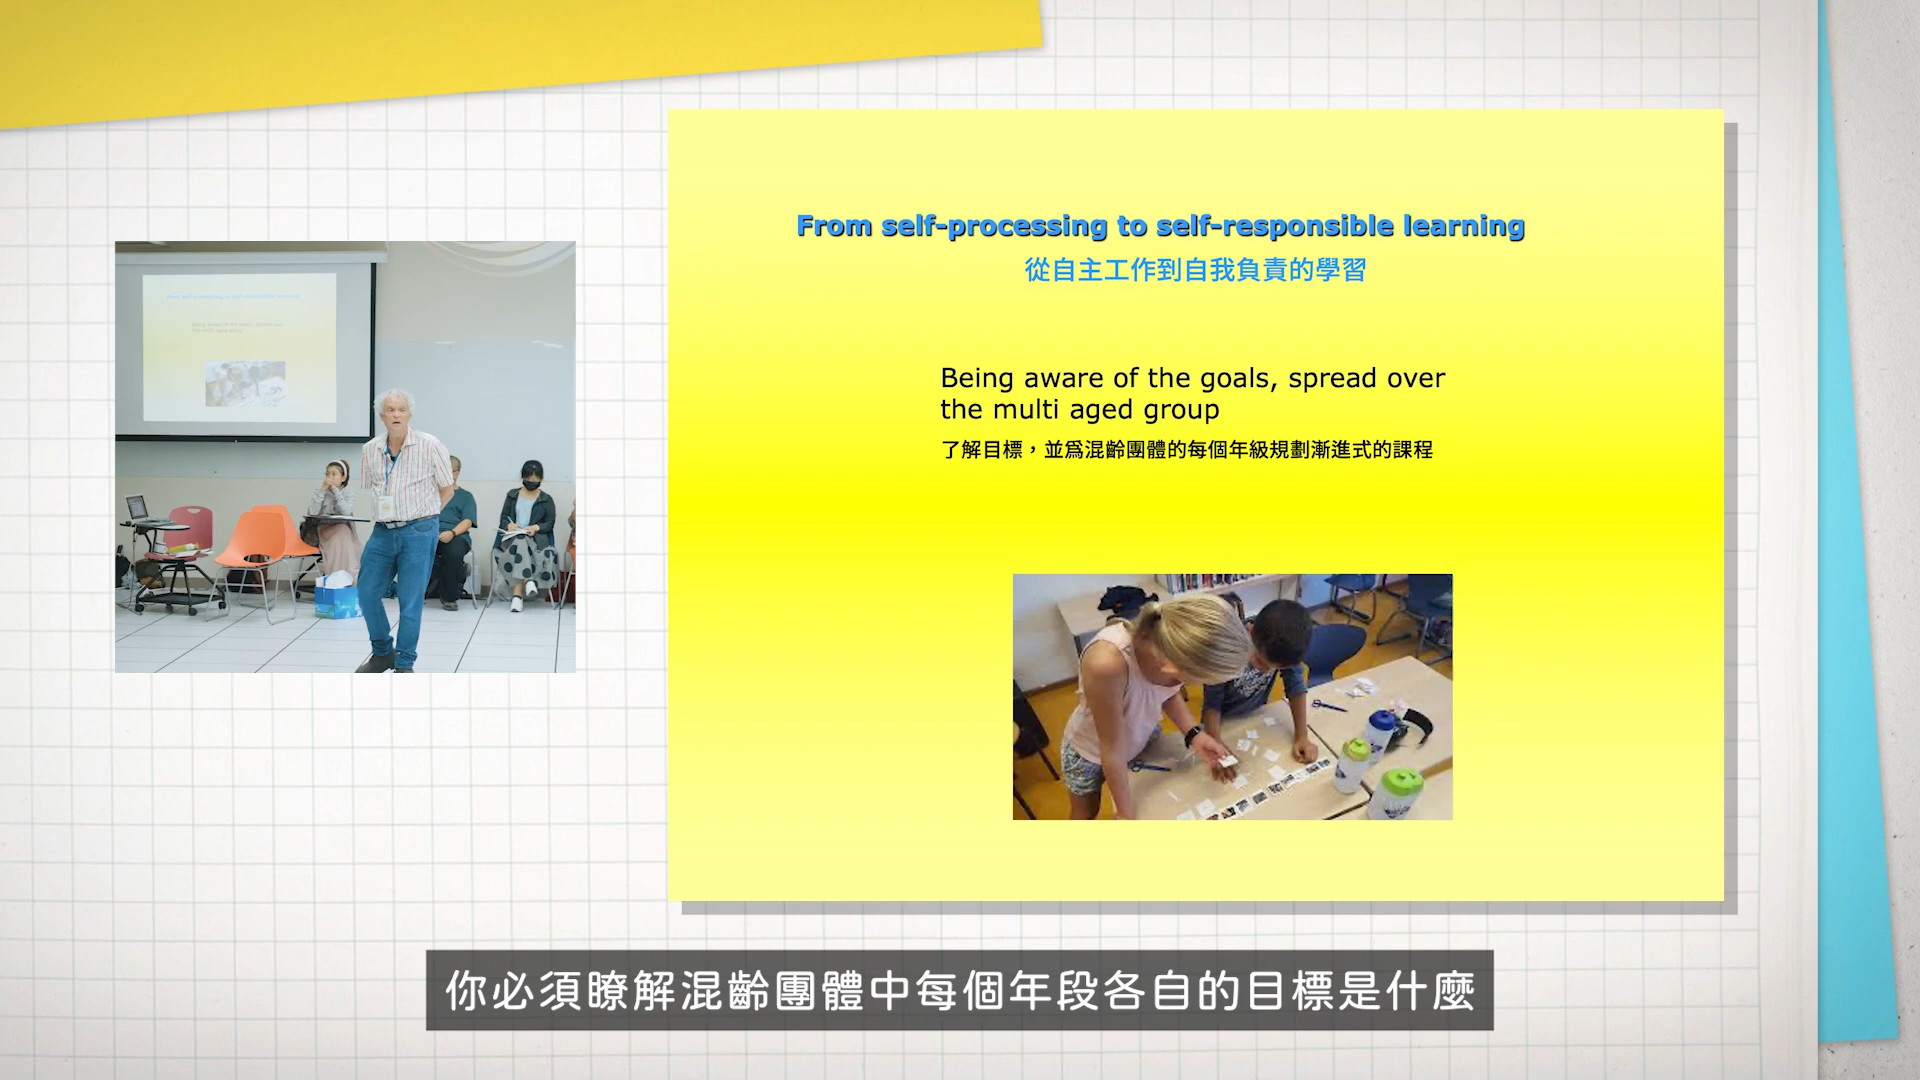 From self-processing to self-responsible learning
從自主工作到自我負責的學習
Being aware of the goals, spread over
the multi aged group
了解目標，並爲混齡團體的每個年級規劃漸進式的課程
你必須瞭解混齡團體中每個年段各自的目標是什麼